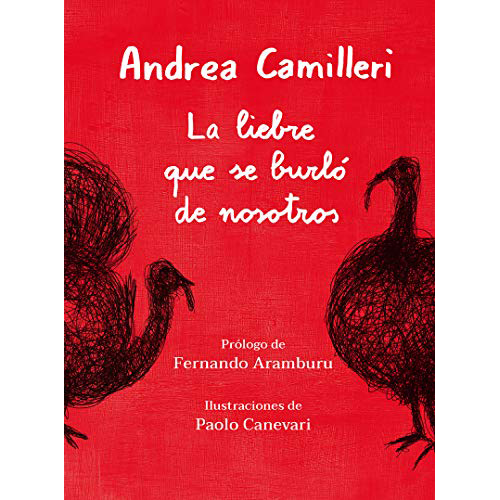 Andrea Camilleri
La liebre
que se burló
de nosotros
Prólogo de
Fernando Aramburu
Ilustraciones de
Paolo Canevari